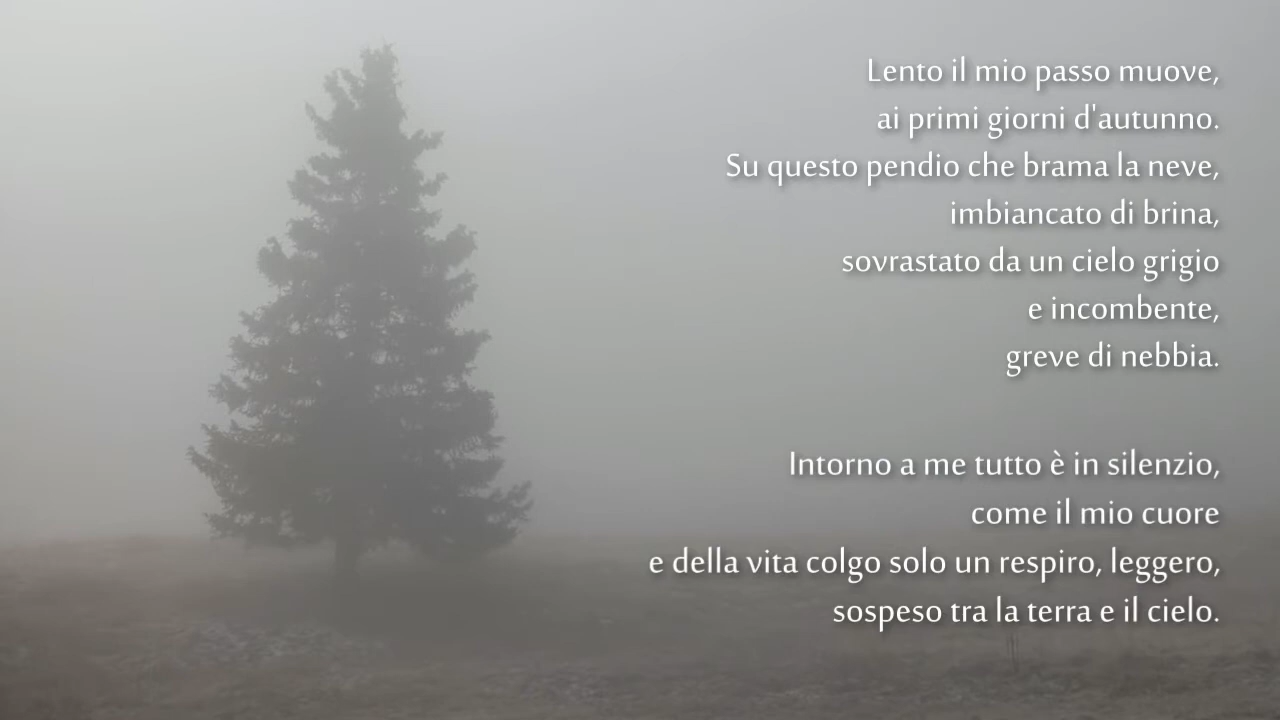 Lento il mio passo muove,
ai primi giorni d'autunno.
Su questo pendio che brama la neve,
imbiancato di brina,
sovrastato da un cielo grigio
e incombente,
greve di nebbia.
Intorno a me tutto è in silenzio,
come il mio cuore
e della vita colgo solo un respiro, leggero,
sospeso tra la terra e il cielo.